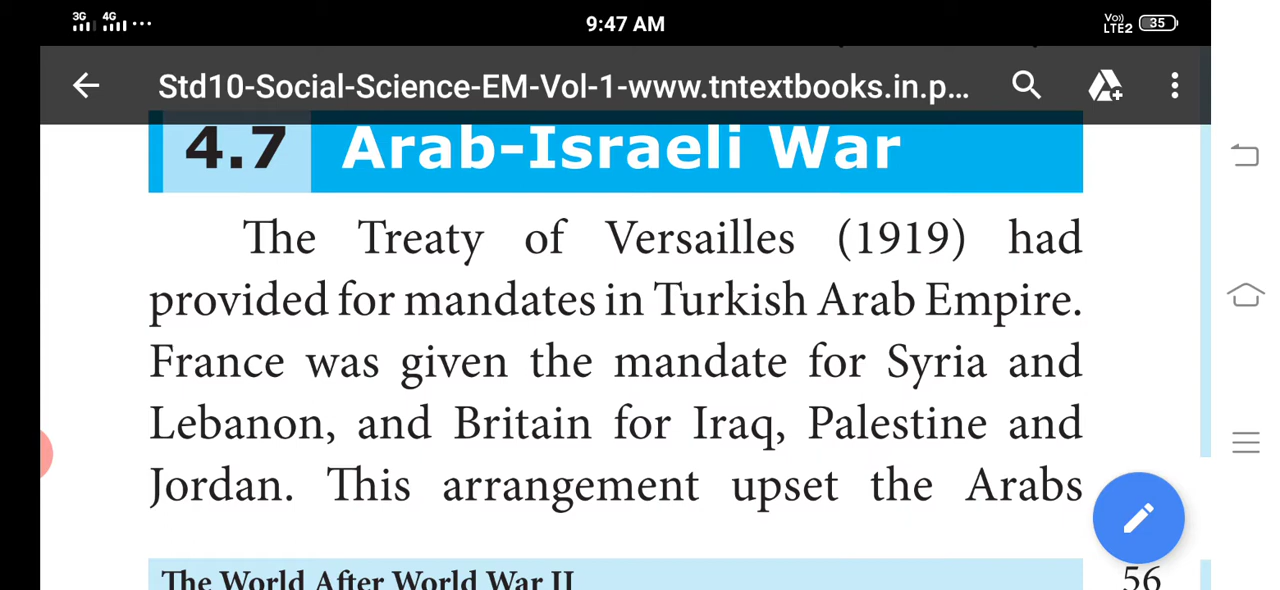 3G 4G ...
9:47 AM
Vo)) LTE2 35
Std10-Social-Science-EM-Vol-1-www.tntextbooks.in.p...
4.7 Arab-Israeli War
The Treaty of Versailles (1919) had
provided for mandates in Turkish Arab Empire.
France was given the mandate for Syria and
Lebanon, and Britain for Iraq, Palestine and
Jordan. This arrangement upset the Arabs
The World After World War II
56